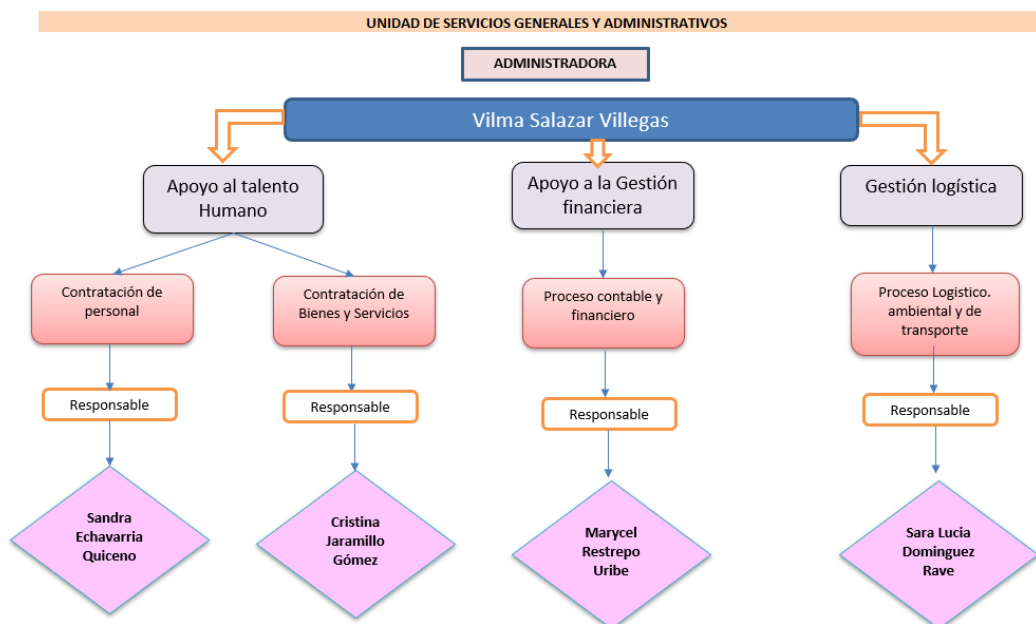 UNIDAD DE SERVICIOS GENERALES Y ADMINISTRATIVOS
ADMINISTRADORA
Vilma Salazar Villegas
Apoyo al talento
Humano
Apoyo a la Gestión
financiera
Gestión logística
Contratación de
personal
Contratación de
Bienes y Servicios
Proceso contable y
financiero
Proceso Logistico.
ambiental y de
transporte
Responsable
Responsable
Responsable
Responsable
Sandra
Echavarria
Quiceno
Cristina
Jaramillo
Gómez
Marycel
Restrepo
Uribe
Sara Lucia
Dominguez
Rave